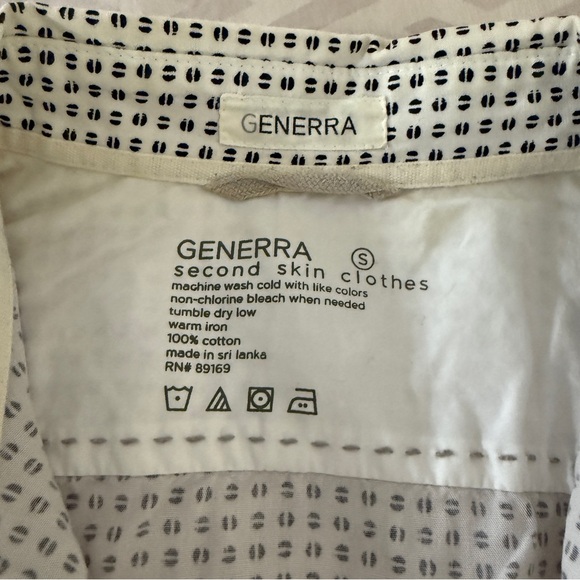 GENERRA
GENERRA S
second skin clothes
machine wash cold with like colors
non-chlorine bleach when needed
tumble dry low
warm iron
100% cotton
made in sri lanka
RN# 89169